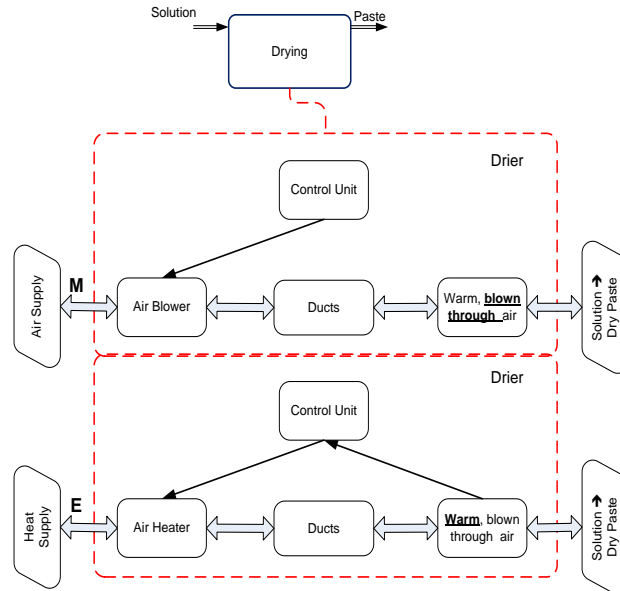 Solution
Paste
Drying
Drier
Control Unit
M
Air Supply
Air Blower
Ducts
Warm, blown
through air
Solution →
Dry Paste
Drier
Control Unit
E
Heat
Supply
Air Heater
Ducts
Warm, blown
through air
Solution →
Dry Paste